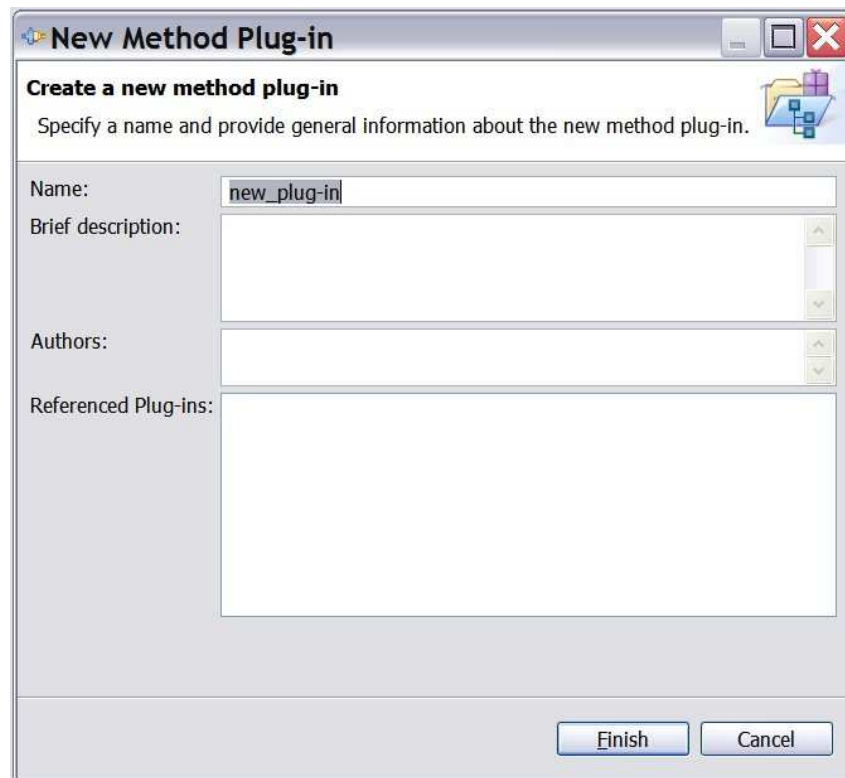 New Method Plug-in
Create a new method plug-in
Specify a name and provide general information about the new method plug-in.
Name:
new_plug-in
Brief description:
Authors:
Referenced Plug-ins:
Finish
Cancel